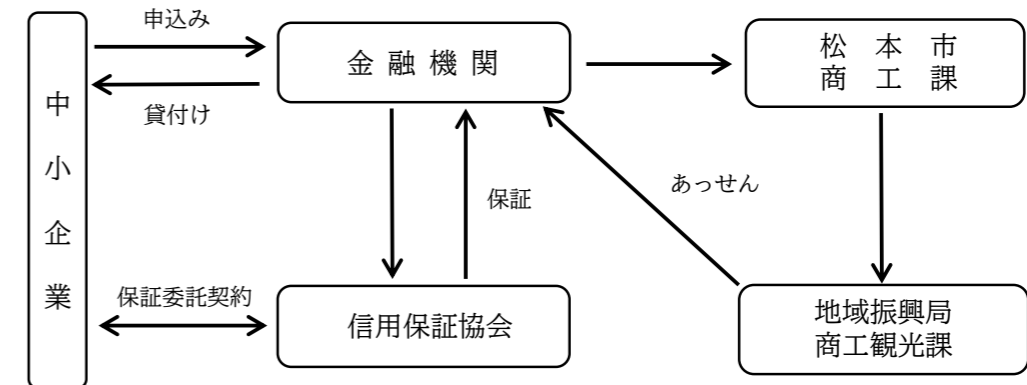 申込み
金融機関
松本市
商工課
貸付け
中小企業
あっせん
保証
保証委託契約
信用保証協会
地域振興局
商工観光課